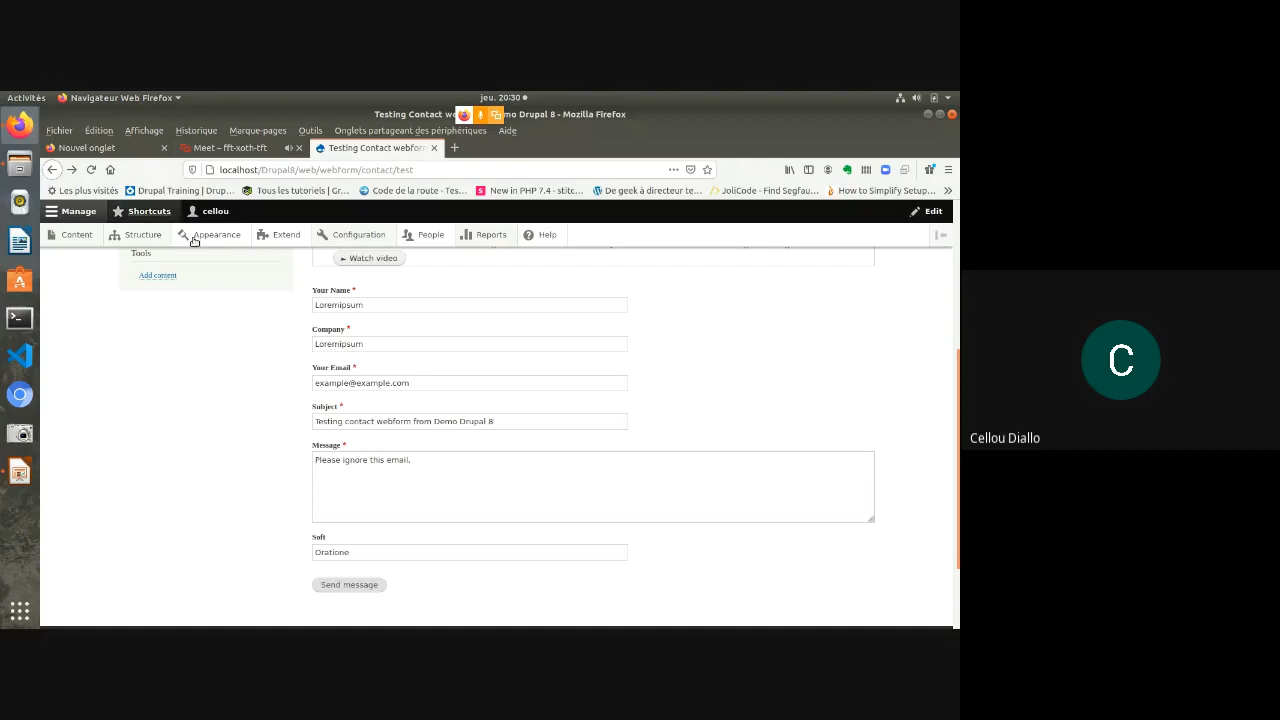 Activités Navigateur Web Firefox jeu. 20:30
Testing Contact we mo Drupal 8 - Mozilla Firefox
Fichier Édition Affichage Historique Marque-pages Outils Onglets partageant des périphériques Aide
Nouvel onglet Meet – fft-xoth-tft Testing Contact webform
localhost/Drupal8/web/webform/contact/test
Les plus visités Drupal Training | Drup... Tous les tutoriels | Gr... Code de la route - Tes... New in PHP 7.4 - stitc... De geek à directeur te... JoliCode - Find Segfau... How to Simplify Setup...
Manage Shortcuts cellou Edit
Content Structure Appearance Extend Configuration People Reports Help
Tools
Add content
► Watch video
Your Name *
Loremipsum
Company *
Loremipsum
Your Email *
example@example.com
Subject *
Testing contact webform from Demo Drupal 8
Message *
Please ignore this email.
Soft
Oratione
Send message
C
Cellou Diallo